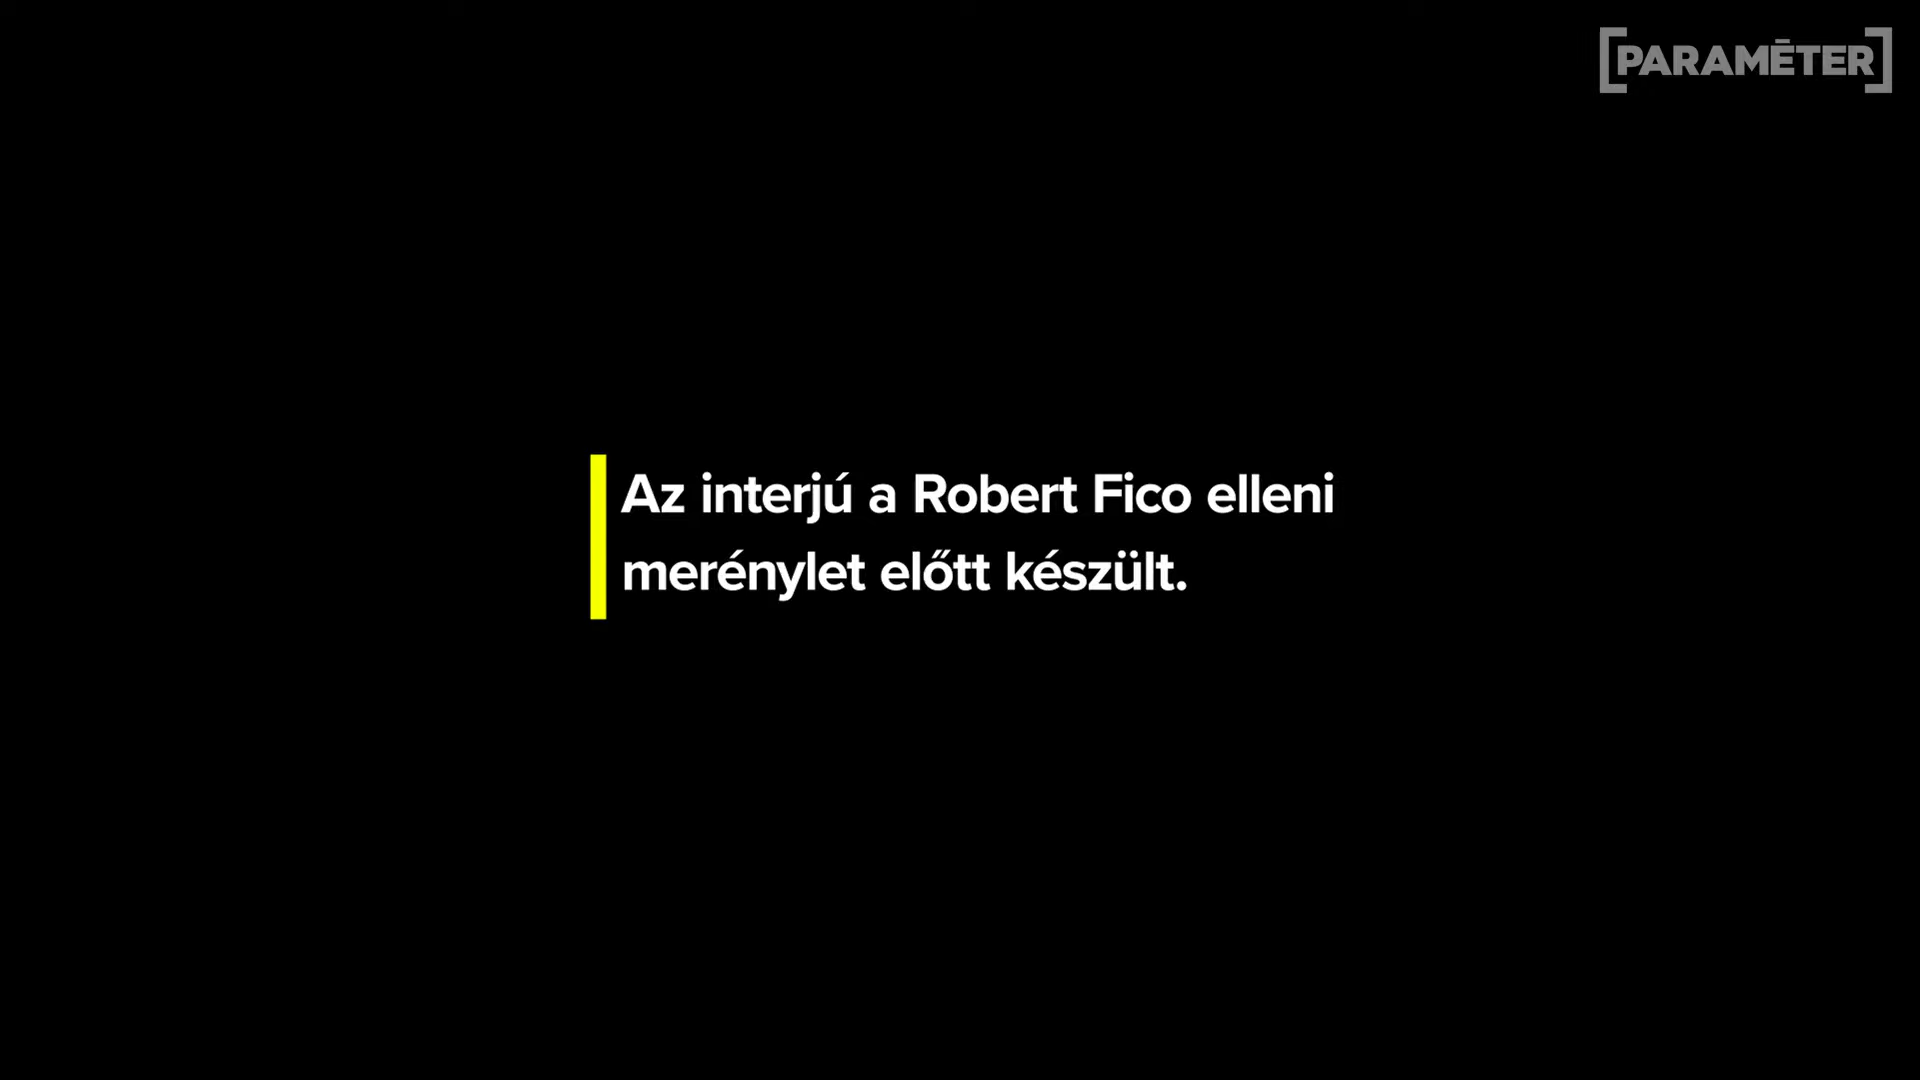 [PARAMÉTER]
Az interjú a Robert Fico elleni
merénylet előtt készült.